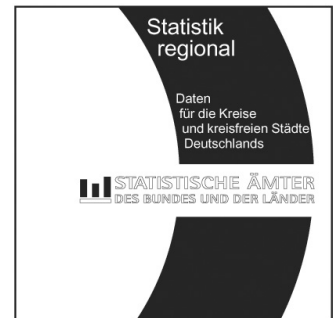 Statistik
regional
Daten
für die Kreise
und kreisfreien Städte
Deutschlands
STATISTISCHE ÄMTER
DES BUNDES UND DER LÄNDER